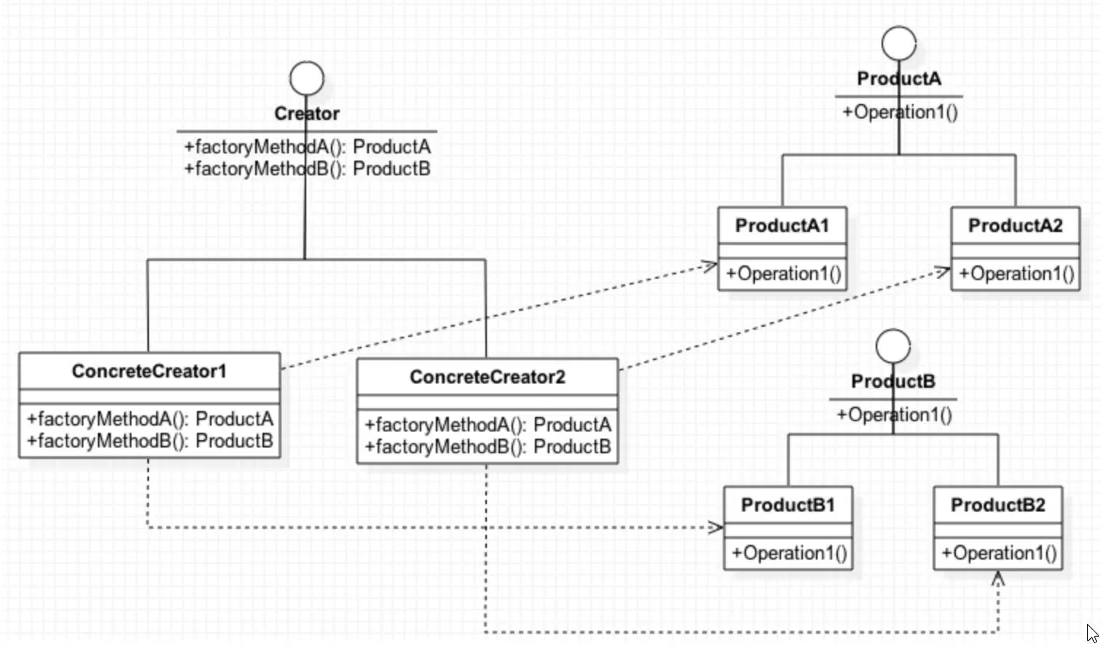 Creator
+factoryMethodA(): ProductA
+factoryMethodB(): ProductB
ProductA
+Operation1()
ProductA1
+Operation1()
ProductA2
+Operation1()
ConcreteCreator1
+factoryMethodA(): ProductA
+factoryMethodB(): ProductB
ConcreteCreator2
+factoryMethodA(): ProductA
+factoryMethodB(): ProductB
ProductB
+Operation1()
ProductB1
+Operation1()
ProductB2
+Operation1()